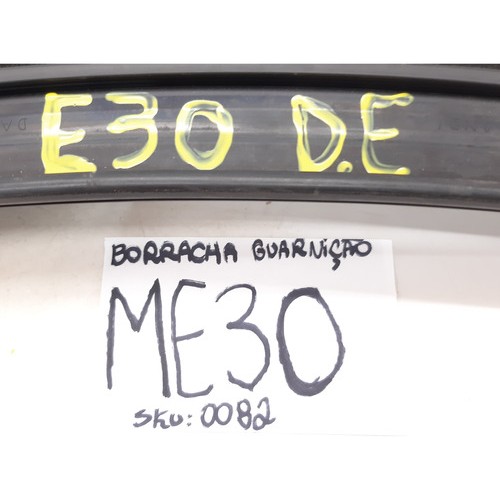 E30 D.E
BORRACHA GUARNIÇÃO
ME30
SKU: 0082